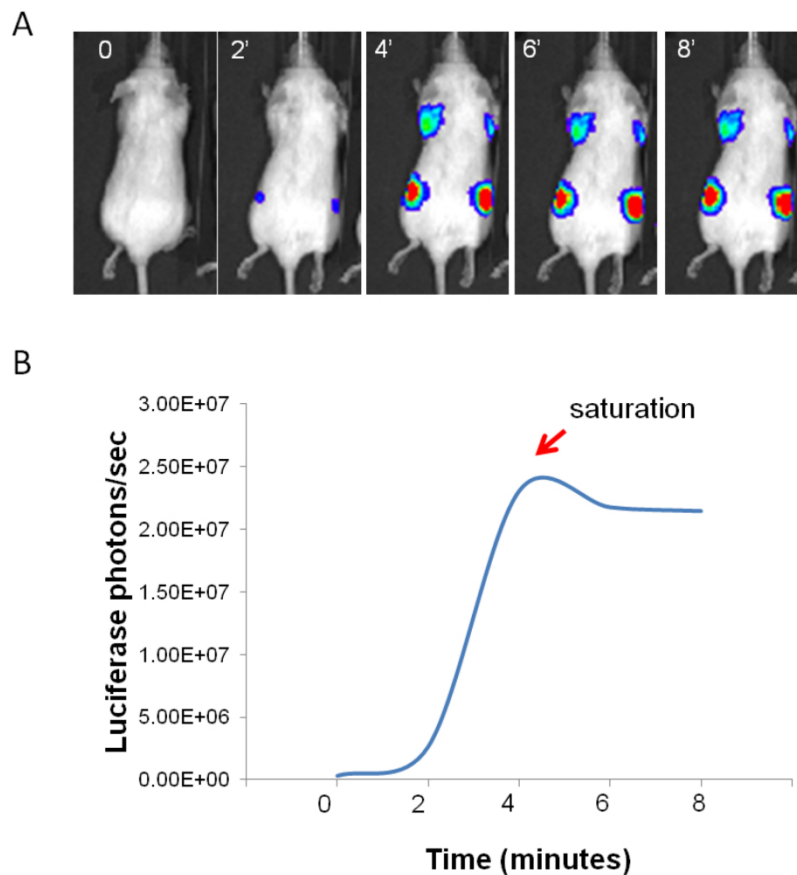 A
0 2' 4' 6' 8'
B
Luciferase photons/sec
3.00E+07
2.50E+07
2.00E+07
1.50E+07
1.00E+07
5.00E+06
0.00E+00
saturation
0 2 4 6 8
Time (minutes)